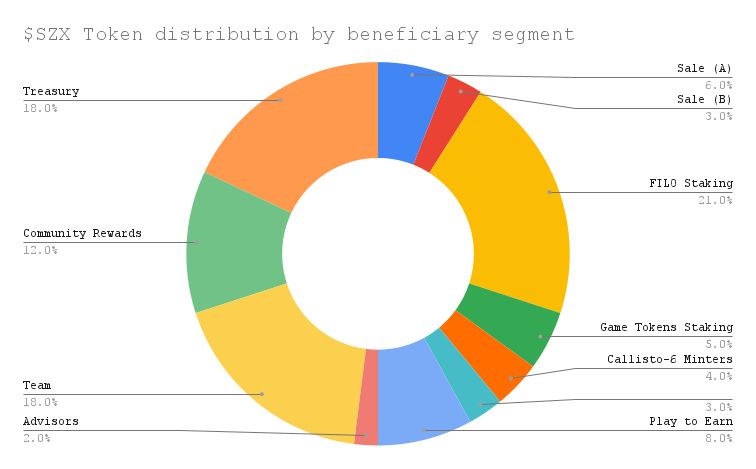 $SZX Token distribution by beneficiary segment
Sale (A)
6.0%
Sale (B)
3.0%
FILO Staking
21.0%
Game Tokens Staking
5.0%
Callisto-6 Minters
4.0%
3.0%
Play to Earn
8.0%
Treasury
18.0%
Community Rewards
12.0%
Team
18.0%
Advisors
2.0%